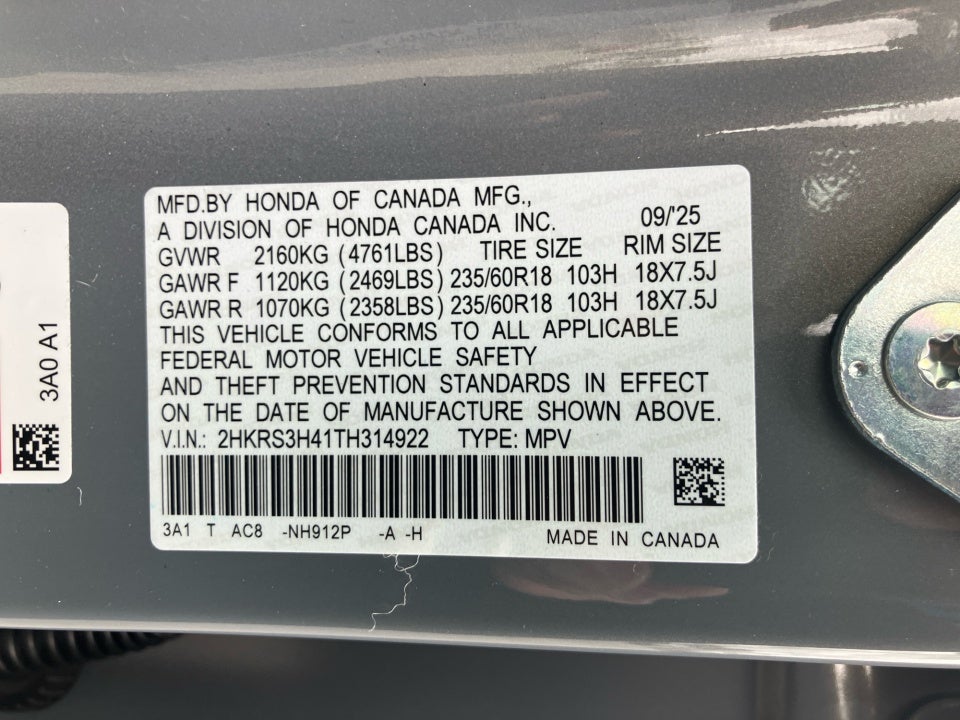 MFD.BY HONDA OF CANADA MFG.,
A DIVISION OF HONDA CANADA INC. 09/'25
GVWR 2160KG (4761LBS) TIRE SIZE RIM SIZE
GAWR F 1120KG (2469LBS) 235/60R18 103H 18X7.5J
GAWR R 1070KG (2358LBS) 235/60R18 103H 18X7.5J
THIS VEHICLE CONFORMS TO ALL APPLICABLE
FEDERAL MOTOR VEHICLE SAFETY
AND THEFT PREVENTION STANDARDS IN EFFECT
ON THE DATE OF MANUFACTURE SHOWN ABOVE.
V.I.N.: 2HKRS3H41TH314922 TYPE: MPV
3A1 T AC8 -NH912P -A -H MADE IN CANADA
3A0 A1